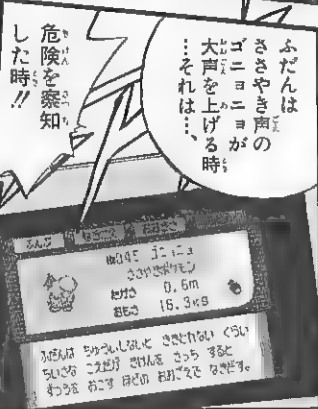 ふだんは
ささやき声の
ゴニョニョが
大声を上げる時
…それは…、
危険を察知
した時!!
ゴニョニョ
ささやきポケモン
たかさ 0.6m
おもさ 16.3kg
ふだんは ちゅういしないと ききとれない くらい
ちいさな こえだが きけんを さっち すると
ずつうを おこす ほどの おおごえで なきだす。